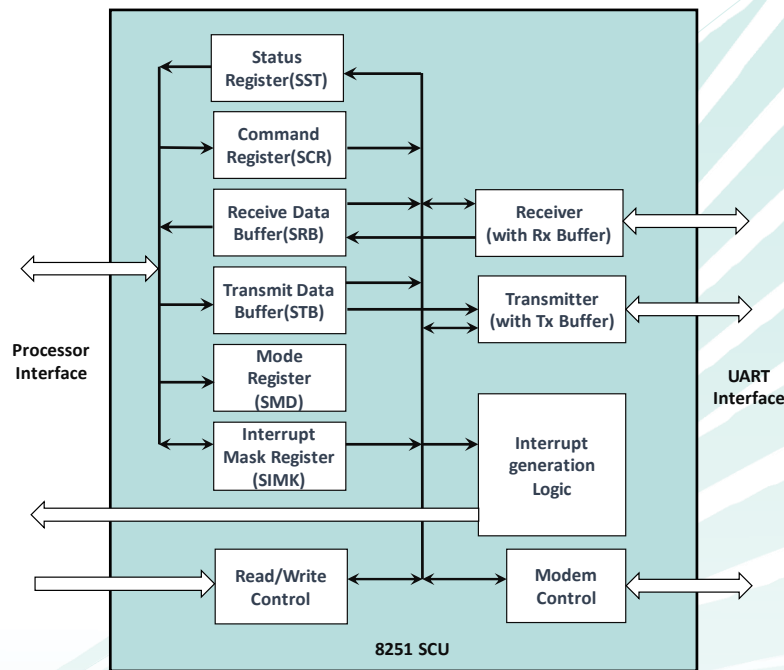 Status
Register(SST)
Command
Register(SCR)
Receive Data
Buffer(SRB)
Receiver
(with Rx Buffer)
Transmit Data
Buffer(STB)
Transmitter
(with Tx Buffer)
Processor
Interface
Mode
Register
(SMD)
UART
Interface
Interrupt
Mask Register
(SIMK)
Interrupt
generation
Logic
Read/Write
Control
Modem
Control
8251 SCU